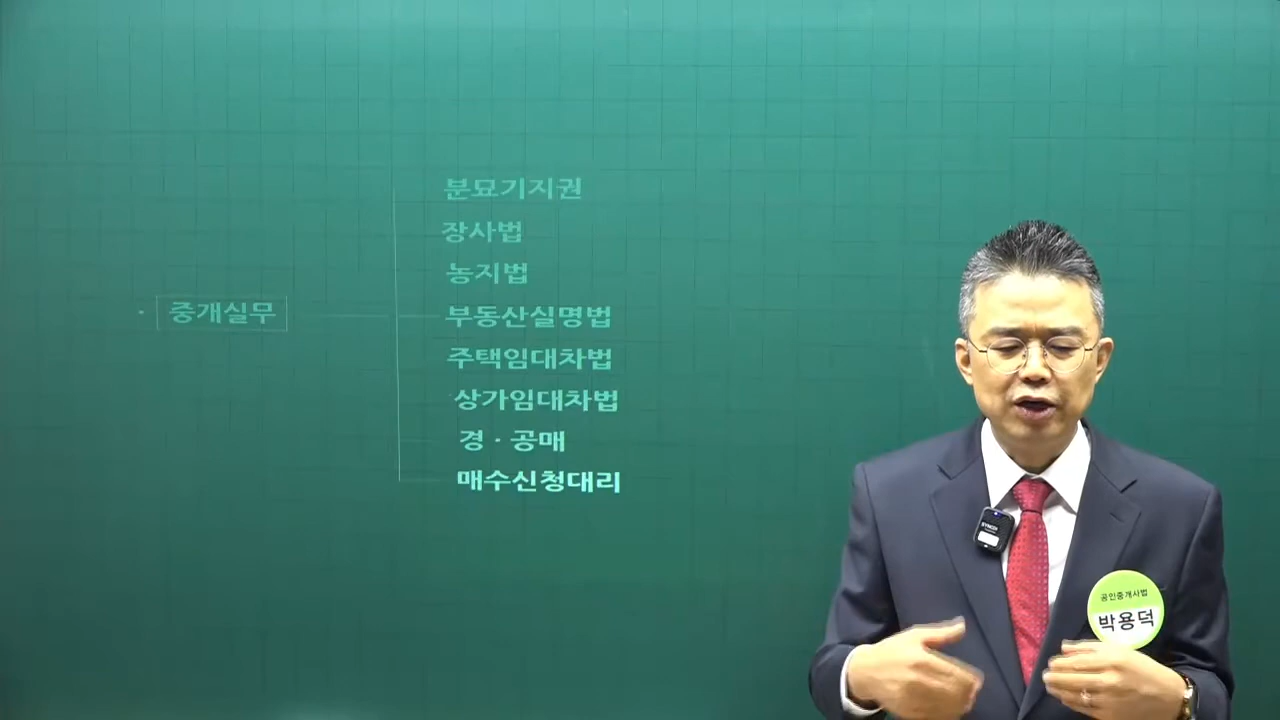 분묘기지권
장사법
농지법
· 중개실무
부동산실명법
주택임대차법
상가임대차법
경 · 공매
매수신청대리
공인중개사법
박용덕